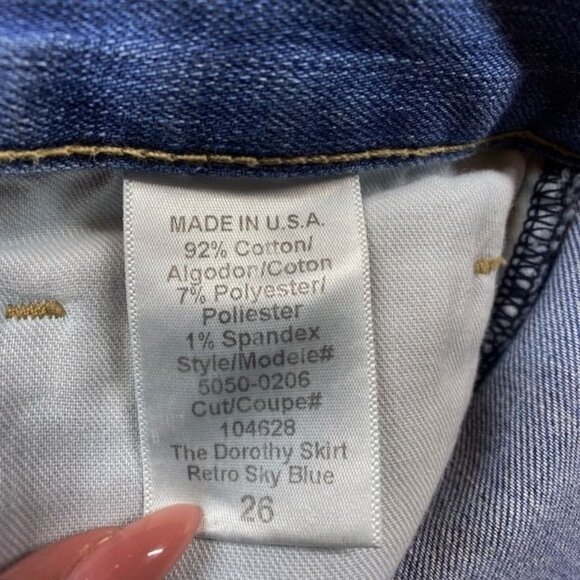 MADE IN U.S.A.
92% Cotton/
Algodon/Coton
7% Polyester/
Poliester
1% Spandex
Style/Modele#
5050-0206
Cut/Coupe#
104628
The Dorothy Skirt
Retro Sky Blue
26